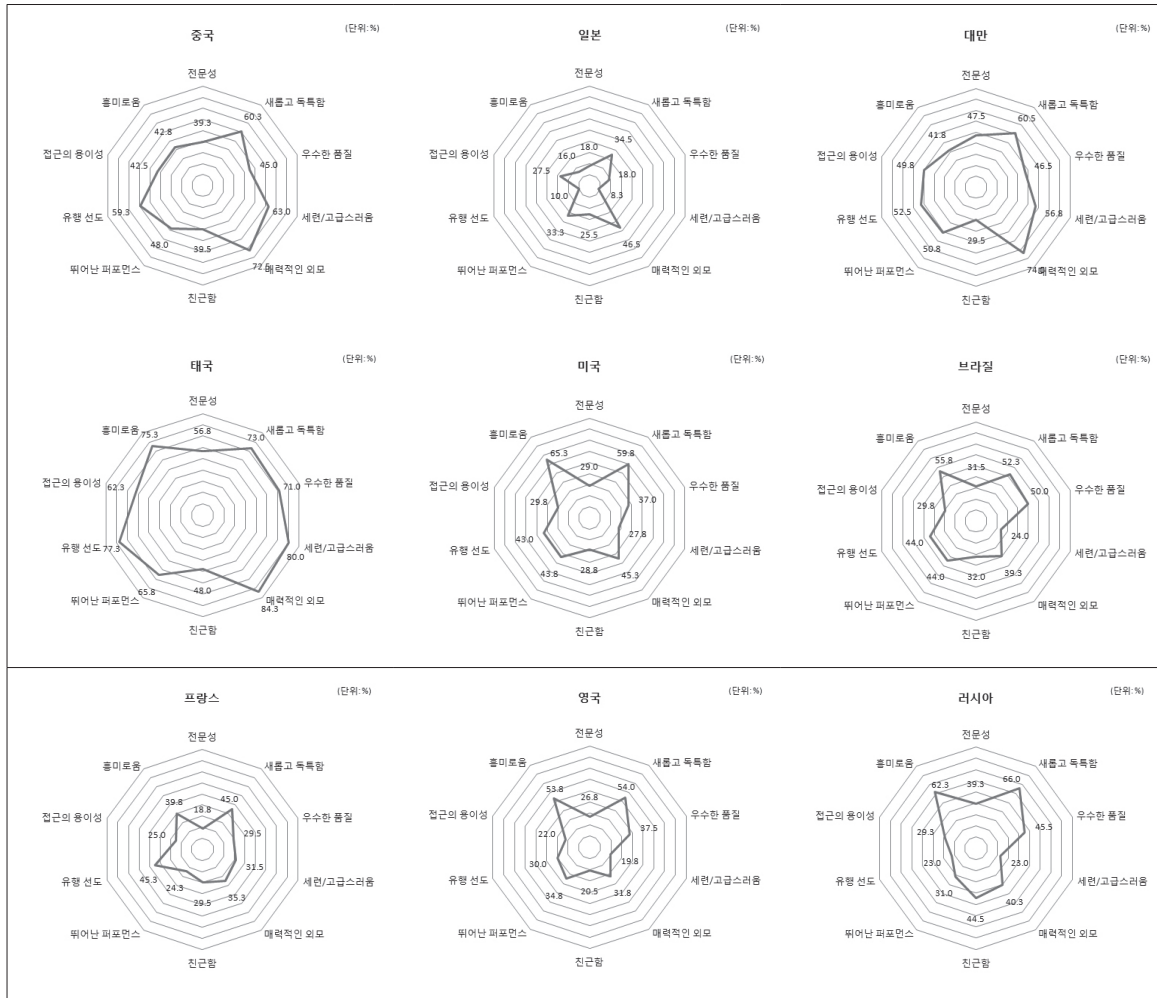 중국
(단위:%)
전문성
새롭고 독특함
우수한 품질
세련/고급스러움
매력적인 외모
친근함
뛰어난 퍼포먼스
유행 선도
접근의 용이성
흥미로움
39.3
60.3
45.0
63.0
72.5
39.5
48.0
59.3
42.5
42.8
일본
(단위:%)
전문성
새롭고 독특함
우수한 품질
세련/고급스러움
매력적인 외모
친근함
뛰어난 퍼포먼스
유행 선도
접근의 용이성
흥미로움
18.0
34.5
18.0
8.3
46.5
25.5
33.3
10.0
27.5
16.0
대만
(단위:%)
전문성
새롭고 독특함
우수한 품질
세련/고급스러움
매력적인 외모
친근함
뛰어난 퍼포먼스
유행 선도
접근의 용이성
흥미로움
47.5
60.5
46.5
56.8
29.5
50.8
52.5
49.8
41.8
태국
(단위:%)
전문성
새롭고 독특함
우수한 품질
세련/고급스러움
매력적인 외모
친근함
뛰어난 퍼포먼스
유행 선도
접근의 용이성
흥미로움
56.8
73.0
71.0
80.0
84.3
48.0
65.8
77.3
62.3
75.3
미국
(단위:%)
전문성
새롭고 독특함
우수한 품질
세련/고급스러움
매력적인 외모
친근함
뛰어난 퍼포먼스
유행 선도
접근의 용이성
흥미로움
29.0
59.8
37.0
27.8
45.3
28.8
43.8
43.0
29.8
65.3
브라질
(단위:%)
전문성
새롭고 독특함
우수한 품질
세련/고급스러움
매력적인 외모
친근함
뛰어난 퍼포먼스
유행 선도
접근의 용이성
흥미로움
31.5
52.3
50.0
24.0
39.3
32.0
44.0
44.0
29.8
55.8
프랑스
(단위:%)
전문성
새롭고 독특함
우수한 품질
세련/고급스러움
매력적인 외모
친근함
뛰어난 퍼포먼스
유행 선도
접근의 용이성
흥미로움
18.8
45.0
29.5
31.5
35.3
29.5
24.3
45.3
25.0
39.8
영국
(단위:%)
전문성
새롭고 독특함
우수한 품질
세련/고급스러움
매력적인 외모
친근함
뛰어난 퍼포먼스
유행 선도
접근의 용이성
흥미로움
26.8
54.0
37.5
19.8
31.8
20.5
34.8
30.0
22.0
53.8
러시아
(단위:%)
전문성
새롭고 독특함
우수한 품질
세련/고급스러움
매력적인 외모
친근함
뛰어난 퍼포먼스
유행 선도
접근의 용이성
흥미로움
39.3
66.0
45.5
23.0
40.3
44.5
31.0
23.0
29.3
62.3